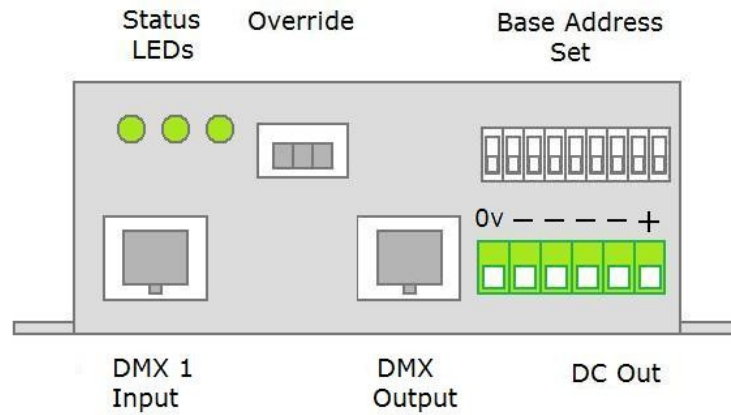 Status
LEDs
Override
Base Address
Set
0v – – – – – +
DMX 1
Input
DMX
Output
DC Out